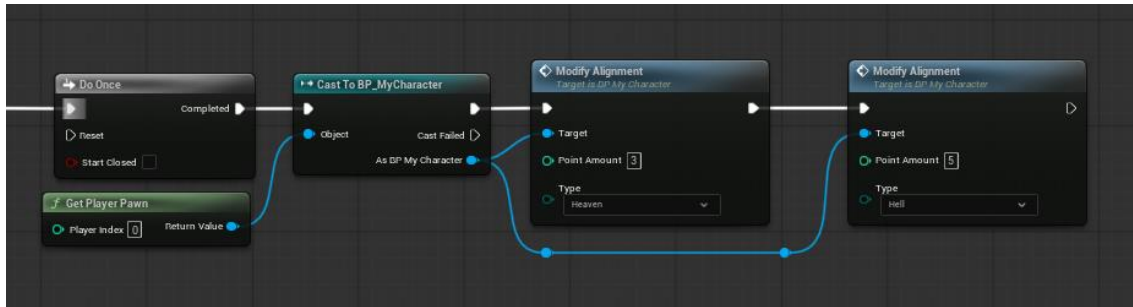 Do Once
Completed
Reset
Start Closed
Get Player Pawn
Player Index 0
Return Value
Cast To BP_MyCharacter
Object
Cast Failed
As BP My Character
Modify Alignment
Target is BP My Character
Target
Point Amount 3
Type
Heaven
Modify Alignment
Target is BP My Character
Target
Point Amount 5
Type
Hell